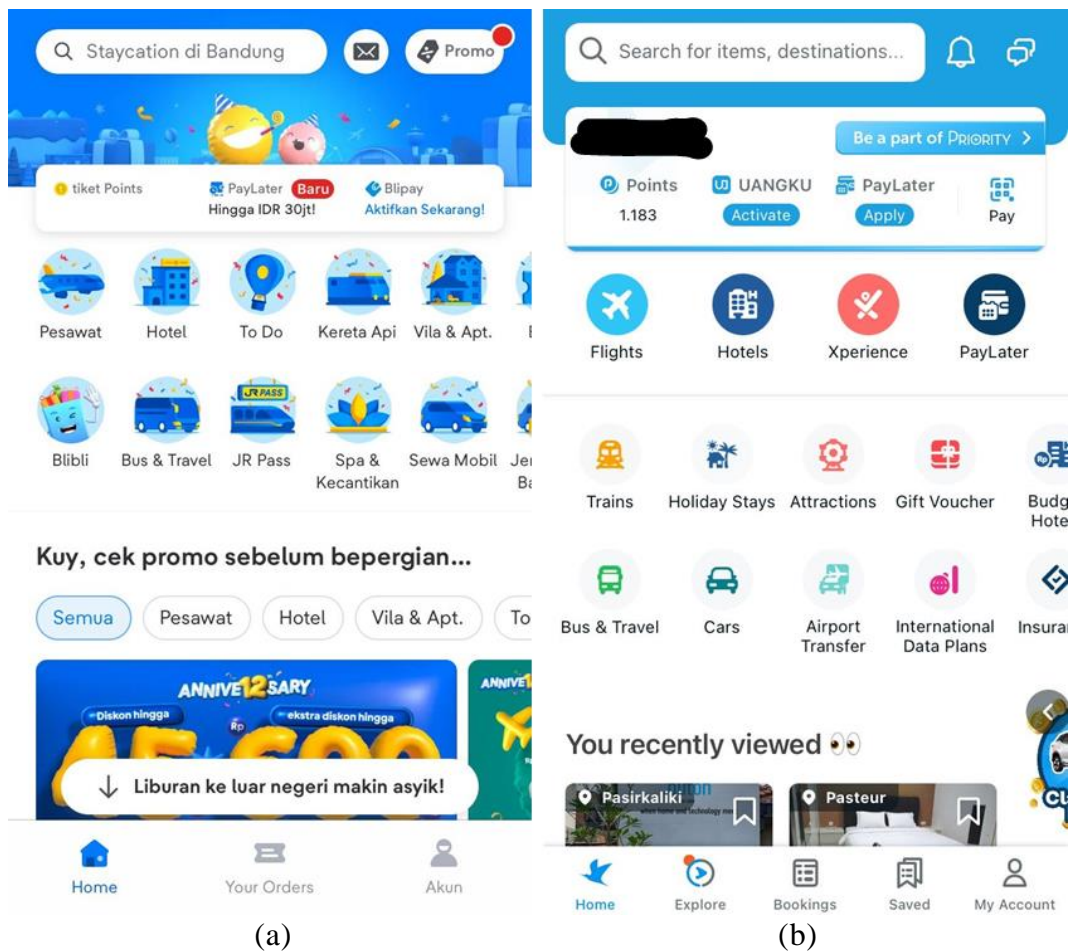 Staycation di Bandung
Promo
tiket Points
PayLater Baru
Hingga IDR 30jt!
Blipay
Aktifkan Sekarang!
Pesawat
Hotel
To Do
Kereta Api
Vila & Apt.
JR PASS
Blibli
Bus & Travel
JR Pass
Spa &
Kecantikan
Sewa Mobil
Kuy, cek promo sebelum bepergian...
Semua
Pesawat
Hotel
Vila & Apt.
To
ANNIVE12SARY
Diskon hingga
Rp
ekstra diskon hingga
Liburan ke luar negeri makin asyik!
Home
Your Orders
Akun
(a)
Search for items, destinations...
Be a part of PRIORITY
Points
1.183
UANGKU
Activate
PayLater
Apply
Pay
Flights
Hotels
Xperience
PayLater
Trains
Holiday Stays
Attractions
Gift Voucher
Bus & Travel
Cars
Airport
Transfer
International
Data Plans
You recently viewed 👀
Pasirkaliki
Pasteur
Home
Explore
Bookings
Saved
My Account
(b)